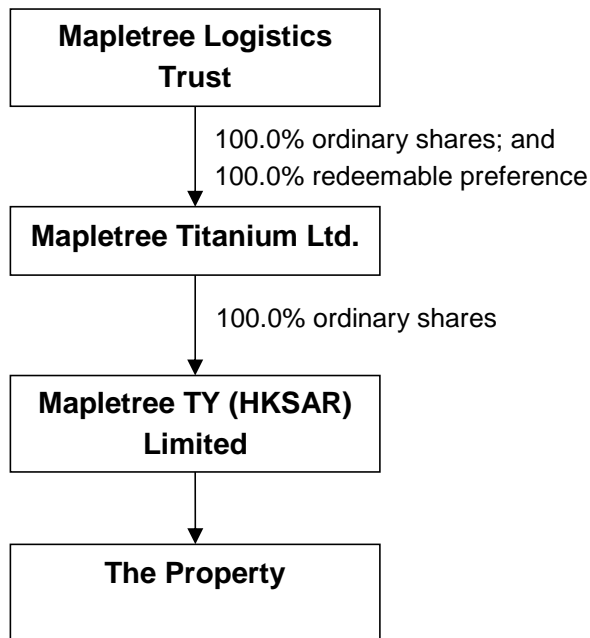 Mapletree Logistics
Trust
100.0% ordinary shares; and
100.0% redeemable preference
Mapletree Titanium Ltd.
100.0% ordinary shares
Mapletree TY (HKSAR)
Limited
The Property